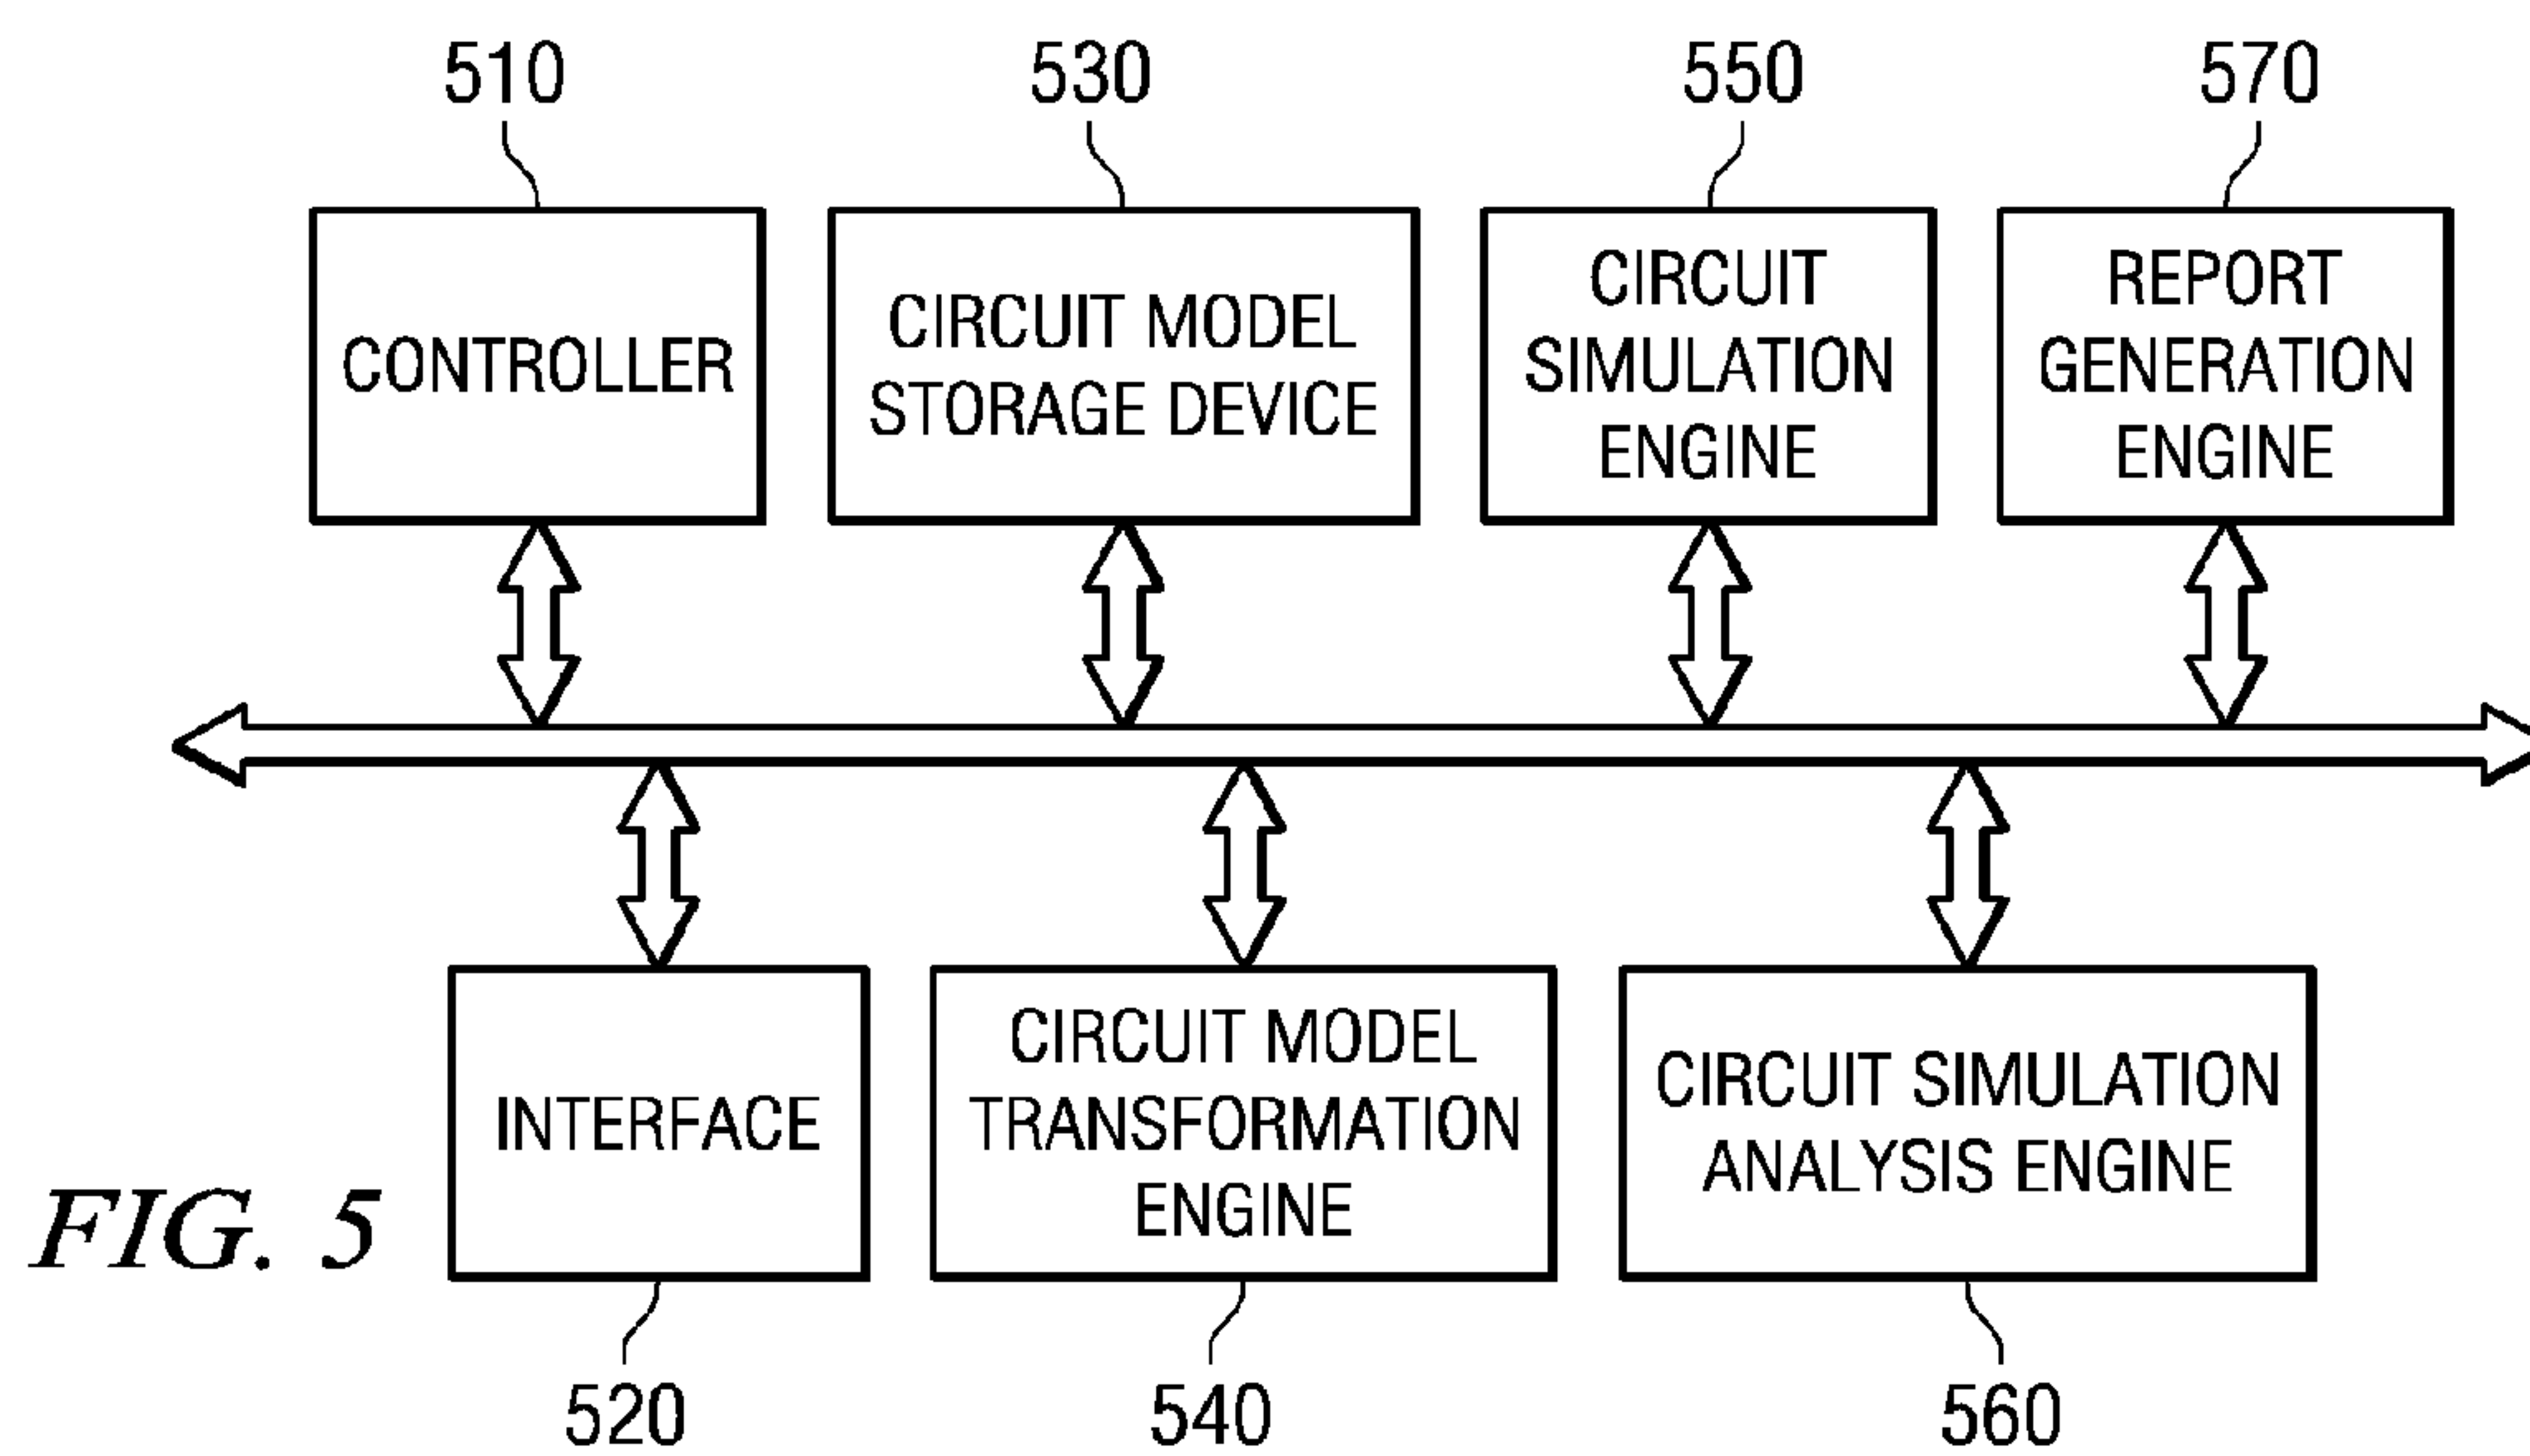 510
530
550
570
CONTROLLER
CIRCUIT MODEL
STORAGE DEVICE
CIRCUIT
SIMULATION
ENGINE
REPORT
GENERATION
ENGINE
INTERFACE
CIRCUIT MODEL
TRANSFORMATION
ENGINE
CIRCUIT SIMULATION
ANALYSIS ENGINE
FIG. 5
520
540
560